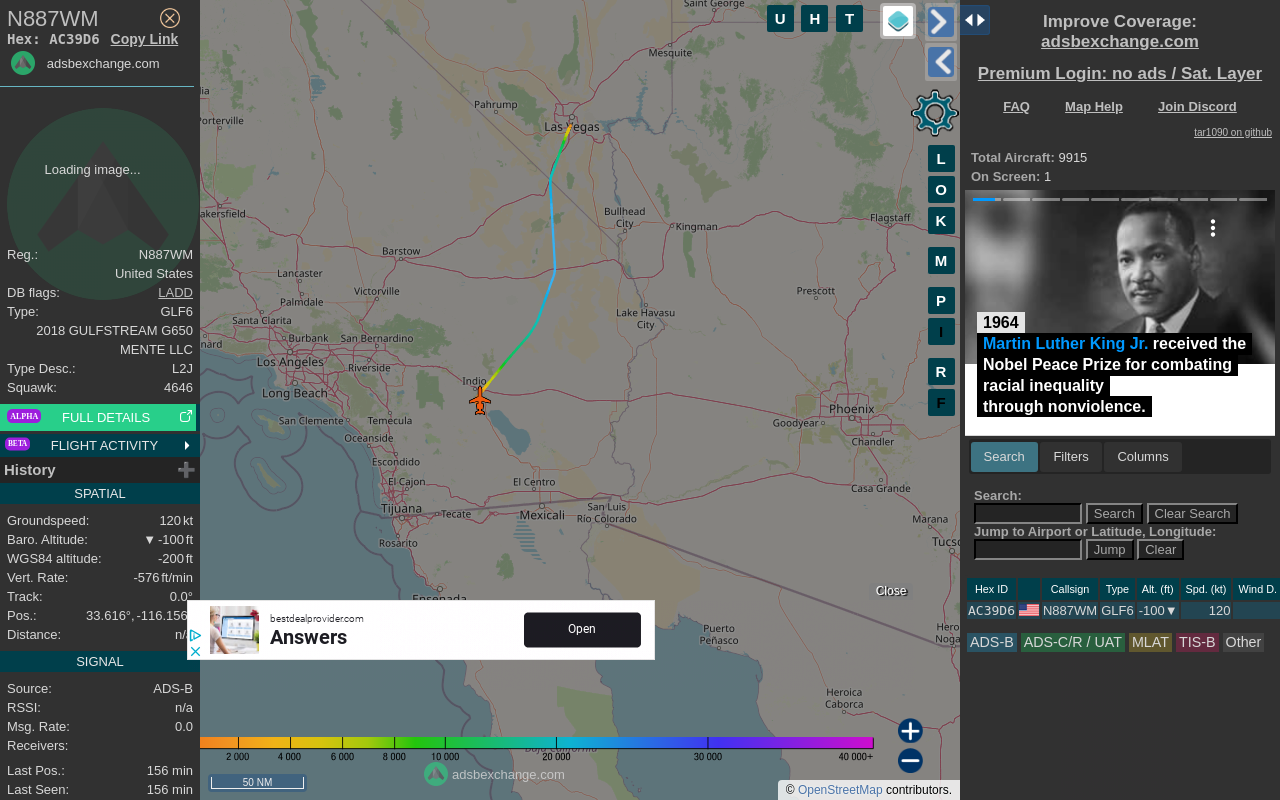 N887WM
Hex: AC39D6 Copy Link
adsbexchange.com
Loading image...
Reg.: N887WM
United States
DB flags: LADD
Type: GLF6
2018 GULFSTREAM G650
MENTE LLC
Type Desc.: L2J
Squawk: 4646
ALPHA FULL DETAILS
BETA FLIGHT ACTIVITY
History
SPATIAL
Groundspeed: 120 kt
Baro. Altitude: ▼ -100 ft
WGS84 altitude: -200 ft
Vert. Rate: -576 ft/min
Track: 0.0°
Pos.: 33.616°, -116.156
Distance: n/
SIGNAL
Source: ADS-B
RSSI: n/a
Msg. Rate: 0.0
Receivers:
Last Pos.: 156 min
Last Seen: 156 min
Saint George
Mesquite
Pahrump
Las Vegas
Porterville
akersfield
Bullhead
City
Kingman
Flagstaff
Barstow
Lancaster
Victorville
Palmdale
Prescott
Lake Havasu
City
Santa Clarita
nard
Burbank
San Bernardino
Los Angeles
Riverside
Indio
Long Beach
Phoenix
San Clemente
Temecula
Goodyear
Oceanside
Chandler
Escondido
El Cajon
El Centro
Casa Grande
Tijuana
Tecate
Mexicali
San Luis
Río Colorado
Marana
Rosarito
Tucso
Ensenada
Puerto
Peñasco
Hero
Noga
Heroica
Caborca
Baja California
U H T
L
O
K
M
P
I
R
F
Close
bestdealprovider.com
Answers
Open
2 000 4 000 6 000 8 000 10 000 20 000 30 000 40 000+
adsbexchange.com
50 NM
© OpenStreetMap contributors.
Improve Coverage:
adsbexchange.com
Premium Login: no ads / Sat. Layer
FAQ Map Help Join Discord
tar1090 on github
Total Aircraft: 9915
On Screen: 1
1964
Martin Luther King Jr. received the
Nobel Peace Prize for combating
racial inequality
through nonviolence.
Search Filters Columns
Search:
Search Clear Search
Jump to Airport or Latitude, Longitude:
Jump Clear
Hex ID Callsign Type Alt. (ft) Spd. (kt) Wind D.
AC39D6 N887WM GLF6 -100▼ 120
ADS-B ADS-C/R / UAT MLAT TIS-B Other